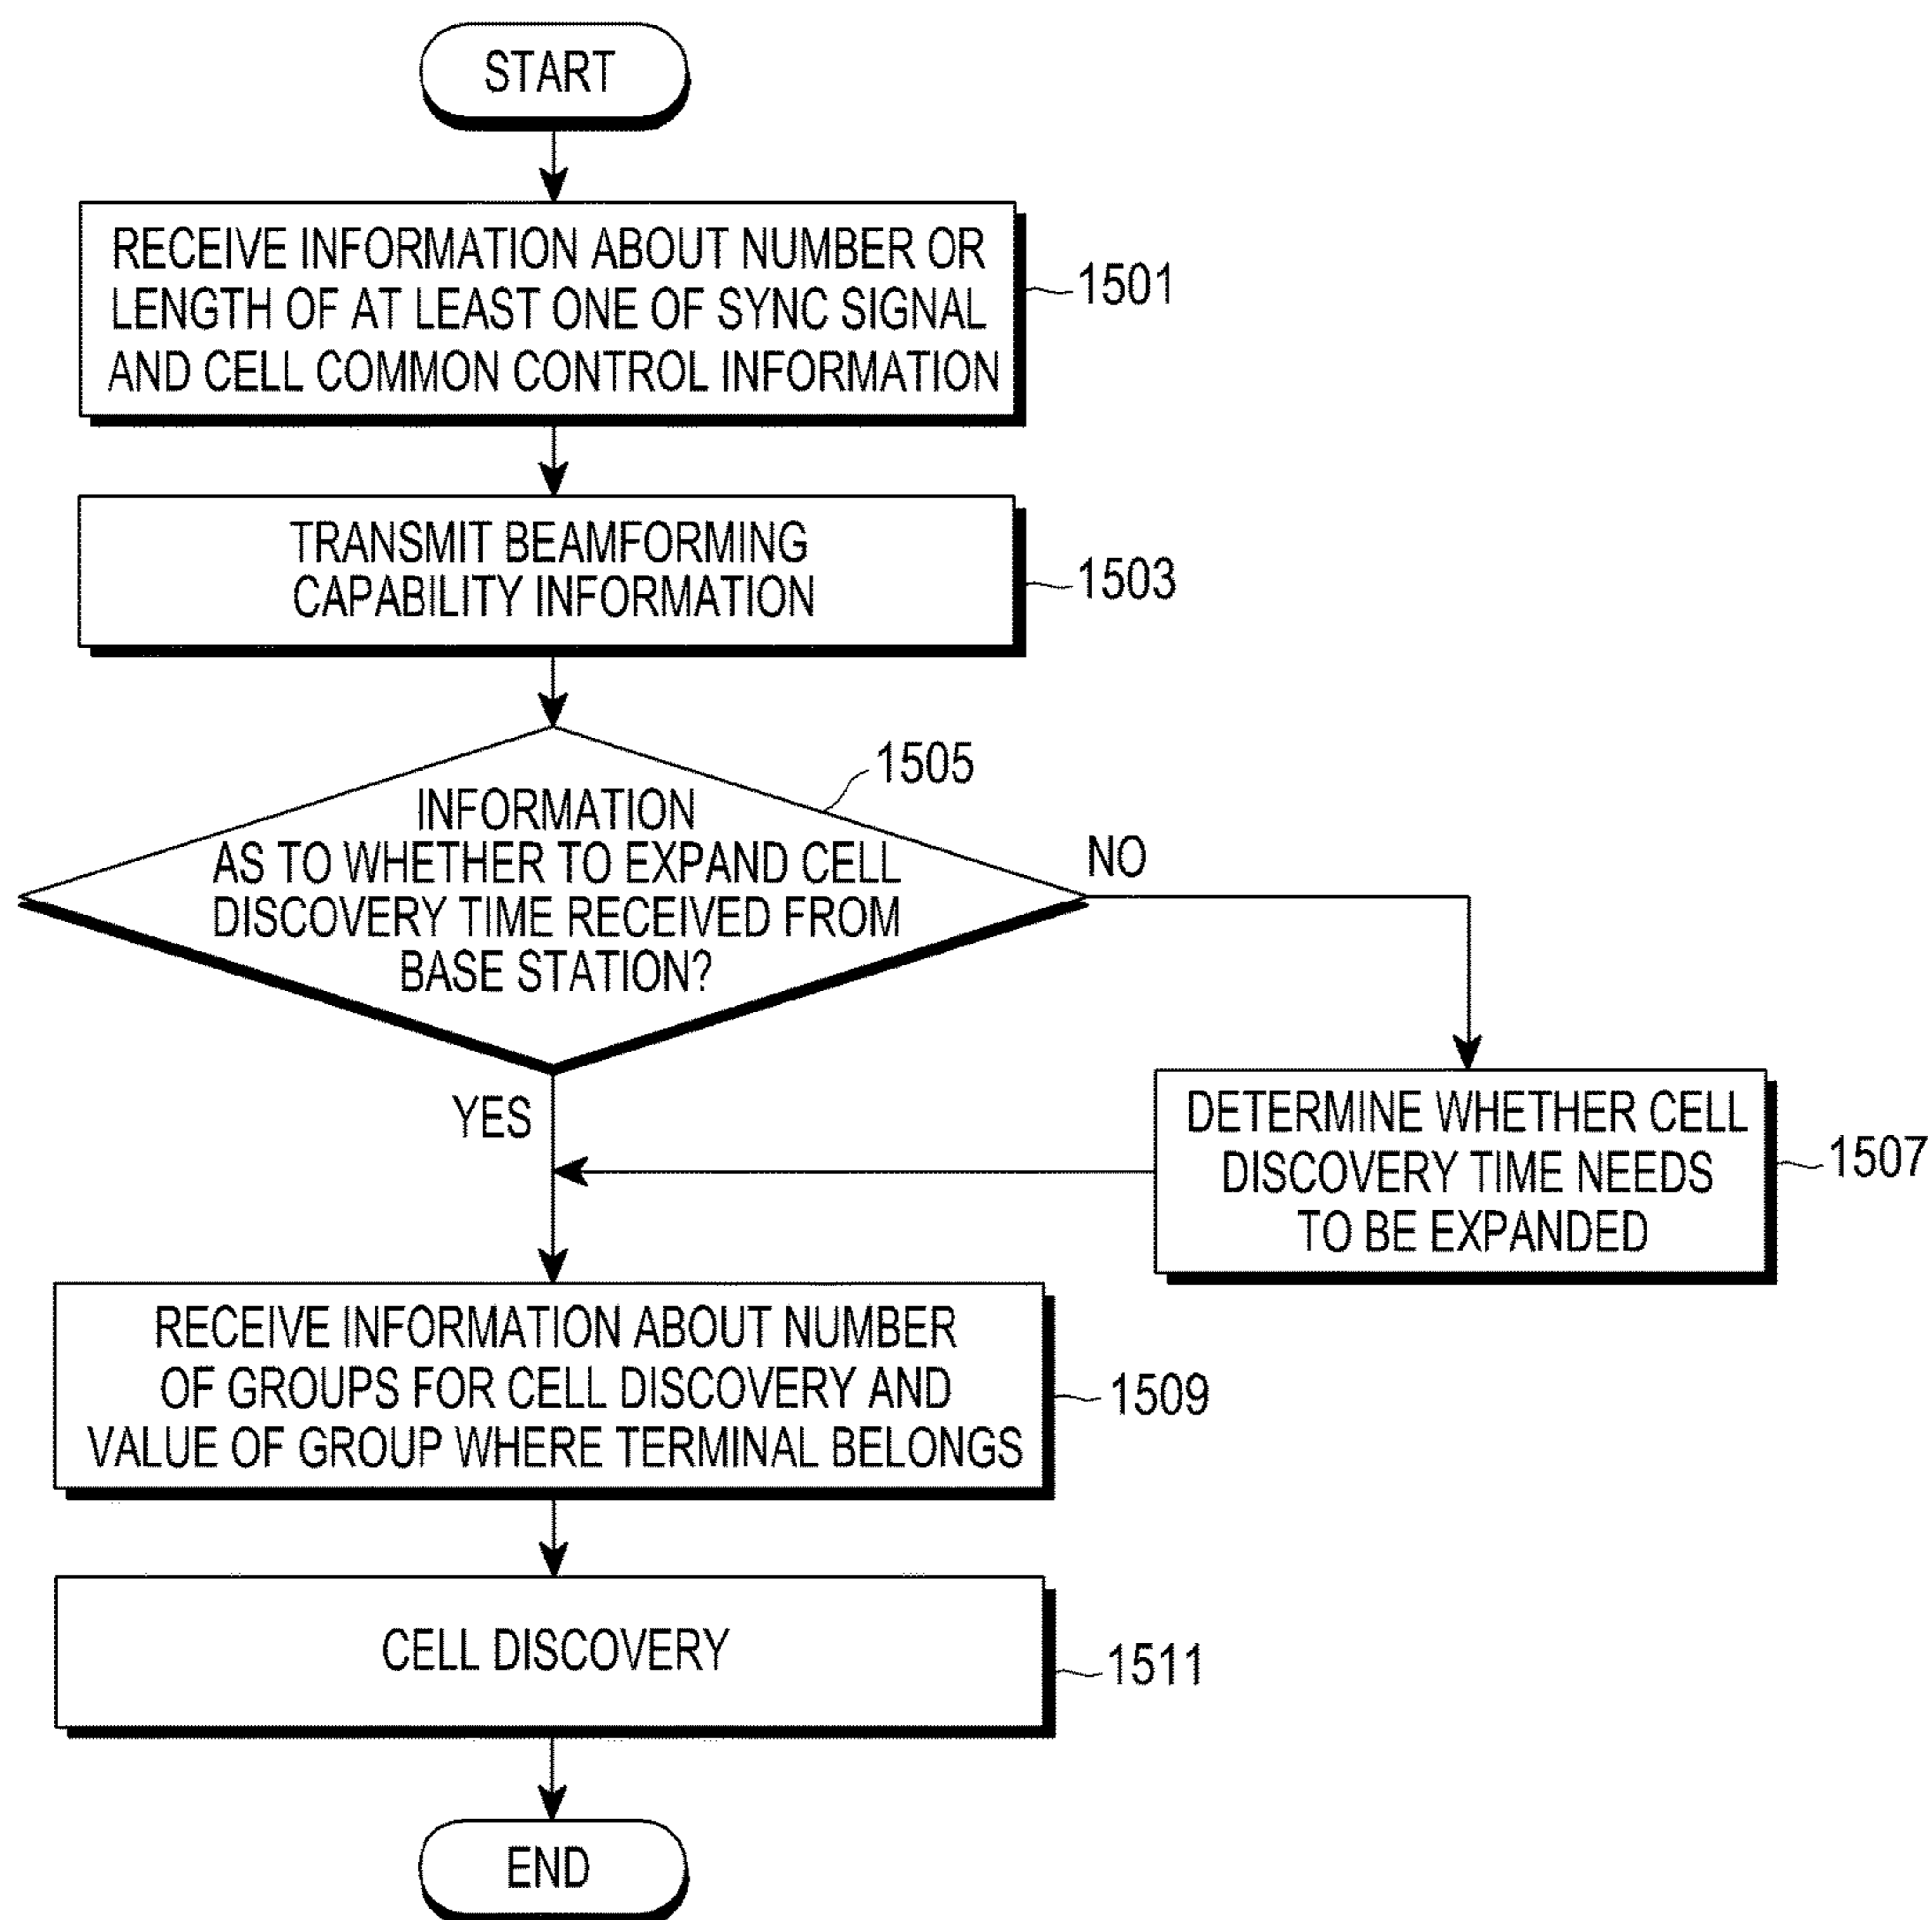 START
RECEIVE INFORMATION ABOUT NUMBER OR
LENGTH OF AT LEAST ONE OF SYNC SIGNAL
AND CELL COMMON CONTROL INFORMATION
1501
TRANSMIT BEAMFORMING
CAPABILITY INFORMATION
1503
1505
INFORMATION
AS TO WHETHER TO EXPAND CELL
DISCOVERY TIME RECEIVED FROM
BASE STATION?
NO
YES
DETERMINE WHETHER CELL
DISCOVERY TIME NEEDS
TO BE EXPANDED
1507
RECEIVE INFORMATION ABOUT NUMBER
OF GROUPS FOR CELL DISCOVERY AND
VALUE OF GROUP WHERE TERMINAL BELONGS
1509
CELL DISCOVERY
1511
END